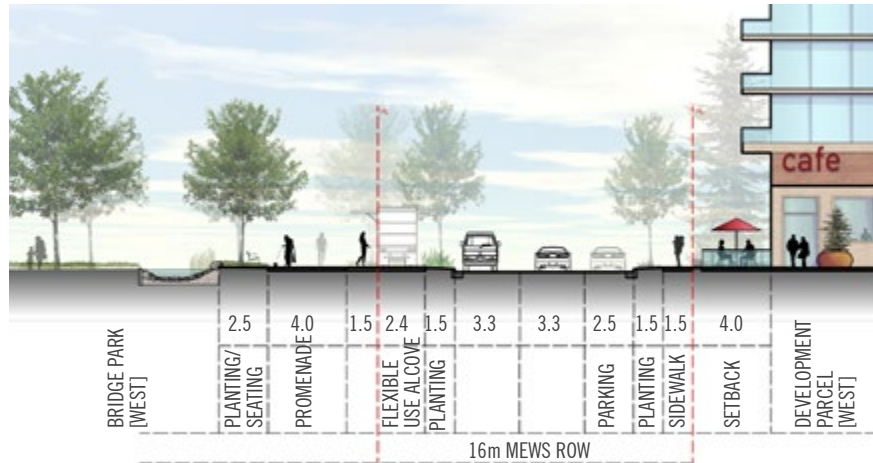 cafe
2.5 4.0 1.5 2.4 1.5 3.3 3.3 2.5 1.5 1.5 4.0
BRIDGE PARK
[WEST]
PLANTING/
SEATING
PROMENADE
FLEXIBLE
USE ALCOVE
PLANTING
PARKING
PLANTING
SIDEWALK
SETBACK
DEVELOPMENT
PARCEL
[WEST]
16m MEWS ROW